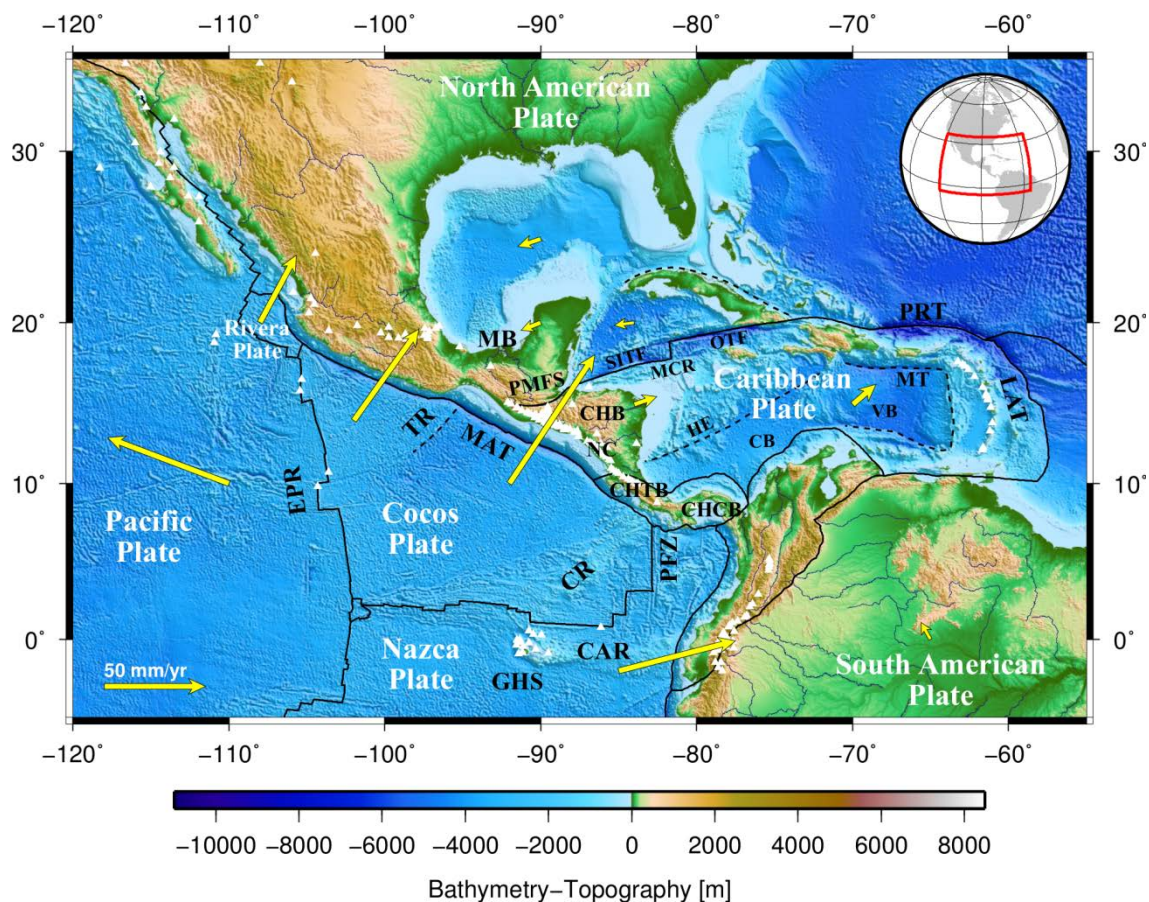 −120˚ −110˚ −100˚ −90˚ −80˚ −70˚ −60˚
North American
Plate
30˚ 30˚
20˚ 20˚
PRT
Rivera
Plate
MB
SITF
OTF
MCR
PMFS
Caribbean
Plate
MT
LAT
CHB
VB
TR
MAT
HE
NC
CB
10˚ 10˚
EPR
CHTB
CHCB
Pacific
Plate
Cocos
Plate
PFZ
CR
0˚ 0˚
Nazca
Plate
CAR
GHS
South American
Plate
50 mm/yr
−120˚ −110˚ −100˚ −90˚ −80˚ −70˚ −60˚
−10000 −8000 −6000 −4000 −2000 0 2000 4000 6000 8000
Bathymetry−Topography [m]